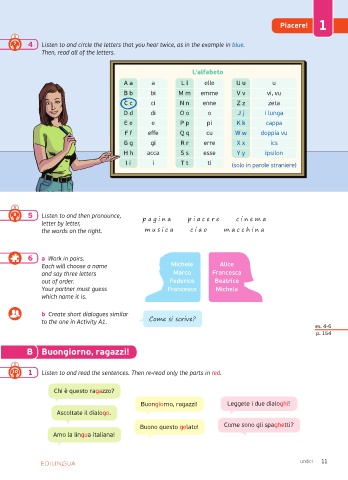 Piacere! 1
4 Listen to and circle the letters that you hear twice, as in the example in blue.
Then, read all of the letters.
L'alfabeto
A a a L l elle U u u
B b bi M m emme V v vi, vu
C c ci N n enne Z z zeta
D d di O o o J j i lunga
E e e P p pi K k cappa
F f effe Q q cu W w doppia vu
G g gi R r erre X x ics
H h acca S s esse Y y ipsilon
I i i T t ti (solo in parole straniere)
5 Listen to and then pronounce,
letter by letter,
the words on the right.
pagina piacere cinema
musica ciao macchina
6 a Work in pairs.
Each will choose a name
and say three letters
out of order.
Your partner must guess
which name it is.
Michele
Marco
Federico
Francesco
Alice
Francesca
Beatrice
Michela
b Create short dialogues similar
to the one in Activity A1.
Come si scrive?
es. 4-6
p. 154
B Buongiorno, ragazzi!
1 Listen to and read the sentences. Then re-read only the parts in red.
Chi è questo ragazzo?
Buongiorno, ragazzi!
Leggete i due dialoghi!
Ascoltate il dialogo.
Buono questo gelato!
Come sono gli spaghetti?
Amo la lingua italiana!
EDILINGUA
undici 11